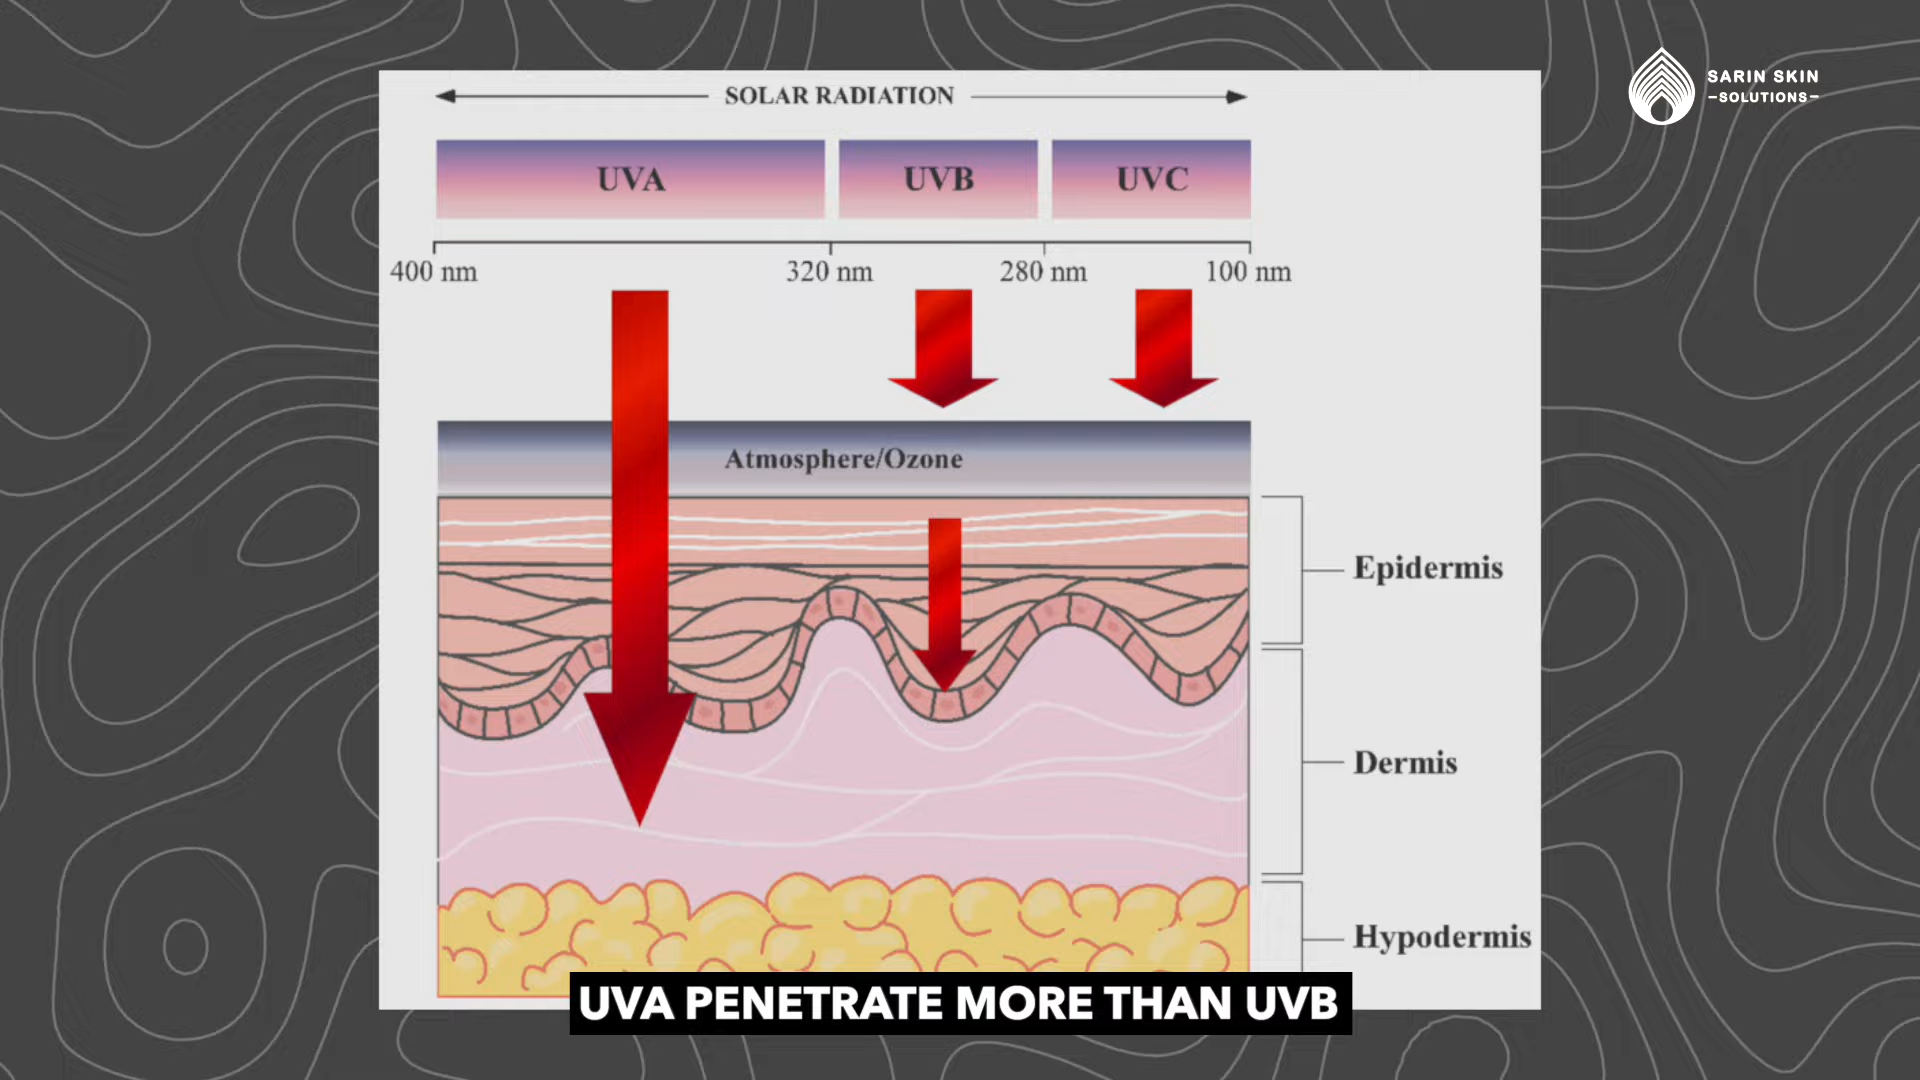 SOLAR RADIATION
SARIN SKIN
-SOLUTIONS-
UVA
UVB
UVC
400 nm
320 nm
280 nm
100 nm
Atmosphere/Ozone
Epidermis
Dermis
Hypodermis
UVA PENETRATE MORE THAN UVB